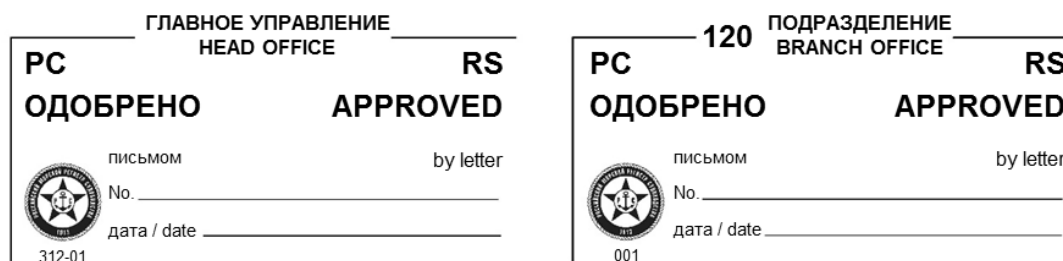 ГЛАВНОЕ УПРАВЛЕНИЕ
HEAD OFFICE
РС RS
ОДОБРЕНО APPROVED
письмом by letter
No.
дата / date
312-01
120 ПОДРАЗДЕЛЕНИЕ
BRANCH OFFICE
РС RS
ОДОБРЕНО APPROVED
письмом by letter
No.
дата / date
001